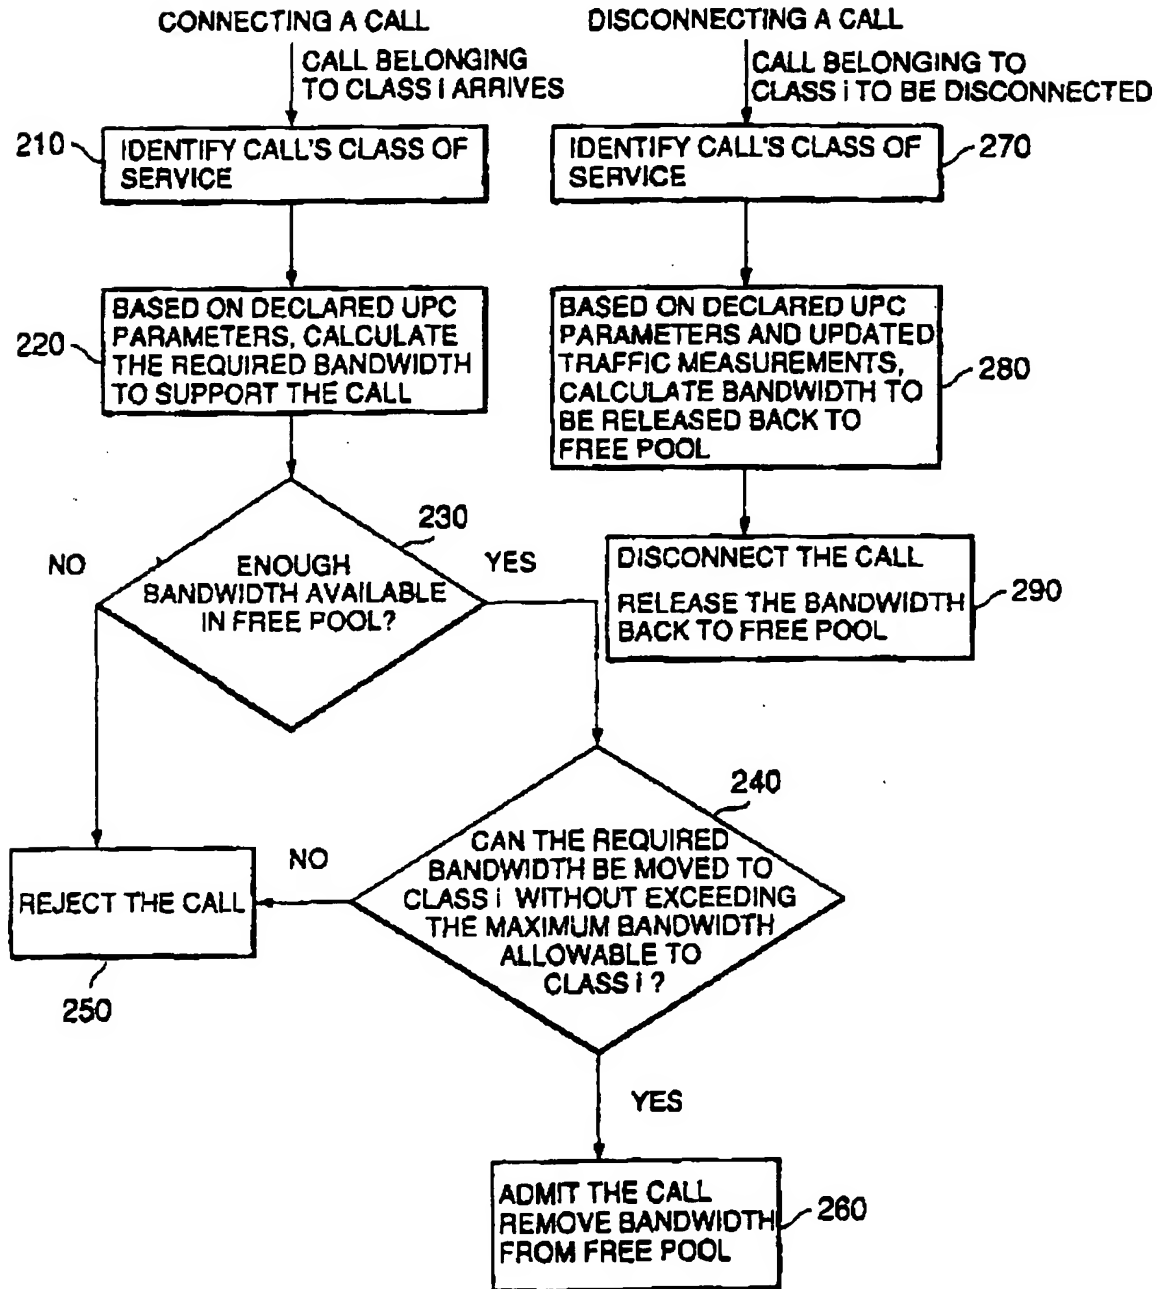 CONNECTING A CALL
CALL BELONGING
TO CLASS i ARRIVES
210
IDENTIFY CALL'S CLASS OF
SERVICE
220
BASED ON DECLARED UPC
PARAMETERS, CALCULATE
THE REQUIRED BANDWIDTH
TO SUPPORT THE CALL
230
NO
ENOUGH
BANDWIDTH AVAILABLE
IN FREE POOL?
YES
240
CAN THE REQUIRED
BANDWIDTH BE MOVED TO
CLASS i WITHOUT EXCEEDING
THE MAXIMUM BANDWIDTH
ALLOWABLE TO
CLASS i ?
NO
REJECT THE CALL
250
YES
ADMIT THE CALL
REMOVE BANDWIDTH
FROM FREE POOL
260
DISCONNECTING A CALL
CALL BELONGING TO
CLASS i TO BE DISCONNECTED
IDENTIFY CALL'S CLASS OF
SERVICE
270
BASED ON DECLARED UPC
PARAMETERS AND UPDATED
TRAFFIC MEASUREMENTS,
CALCULATE BANDWIDTH TO
BE RELEASED BACK TO
FREE POOL
280
DISCONNECT THE CALL
RELEASE THE BANDWIDTH
BACK TO FREE POOL
290